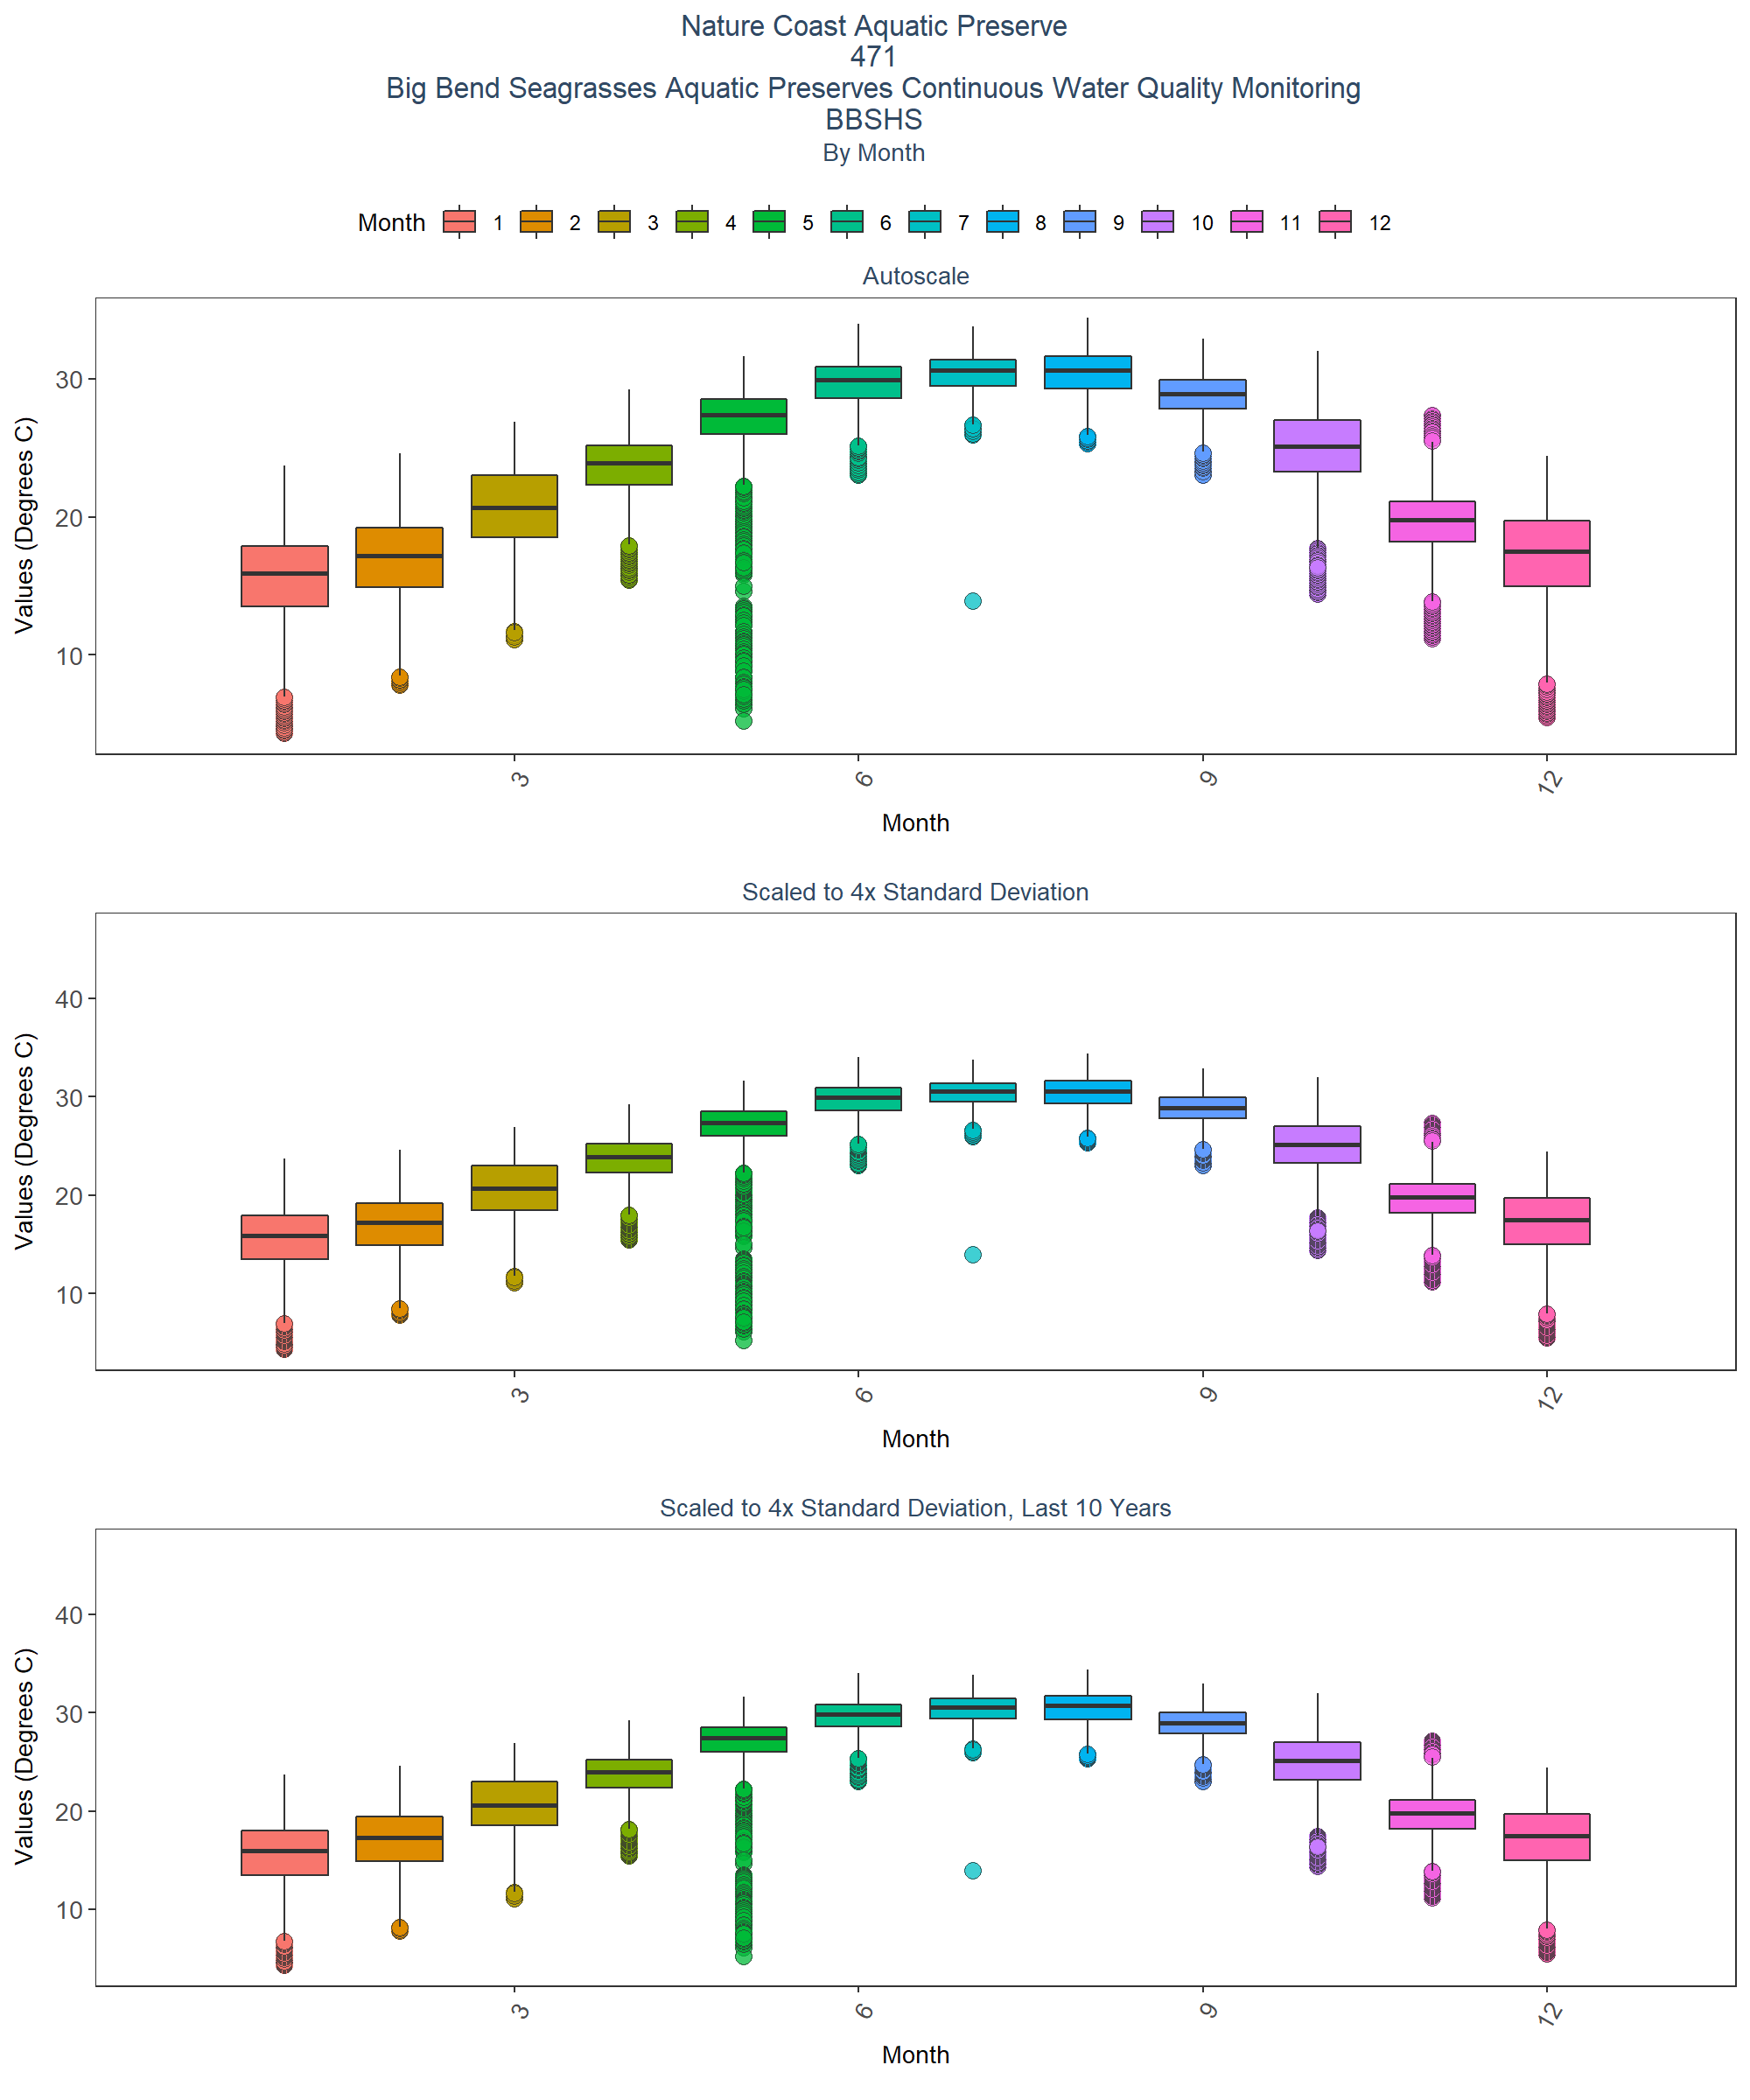 Nature Coast Aquatic Preserve
471
Big Bend Seagrasses Aquatic Preserves Continuous Water Quality Monitoring
BBSHS
By Month
Month 1 2 3 4 5 6 7 8 9 10 11 12
Autoscale
Values (Degrees C)
30
20
10
3 6 9 12
Month
Scaled to 4x Standard Deviation
Values (Degrees C)
40
30
20
10
3 6 9 12
Month
Scaled to 4x Standard Deviation, Last 10 Years
Values (Degrees C)
40
30
20
10
3 6 9 12
Month